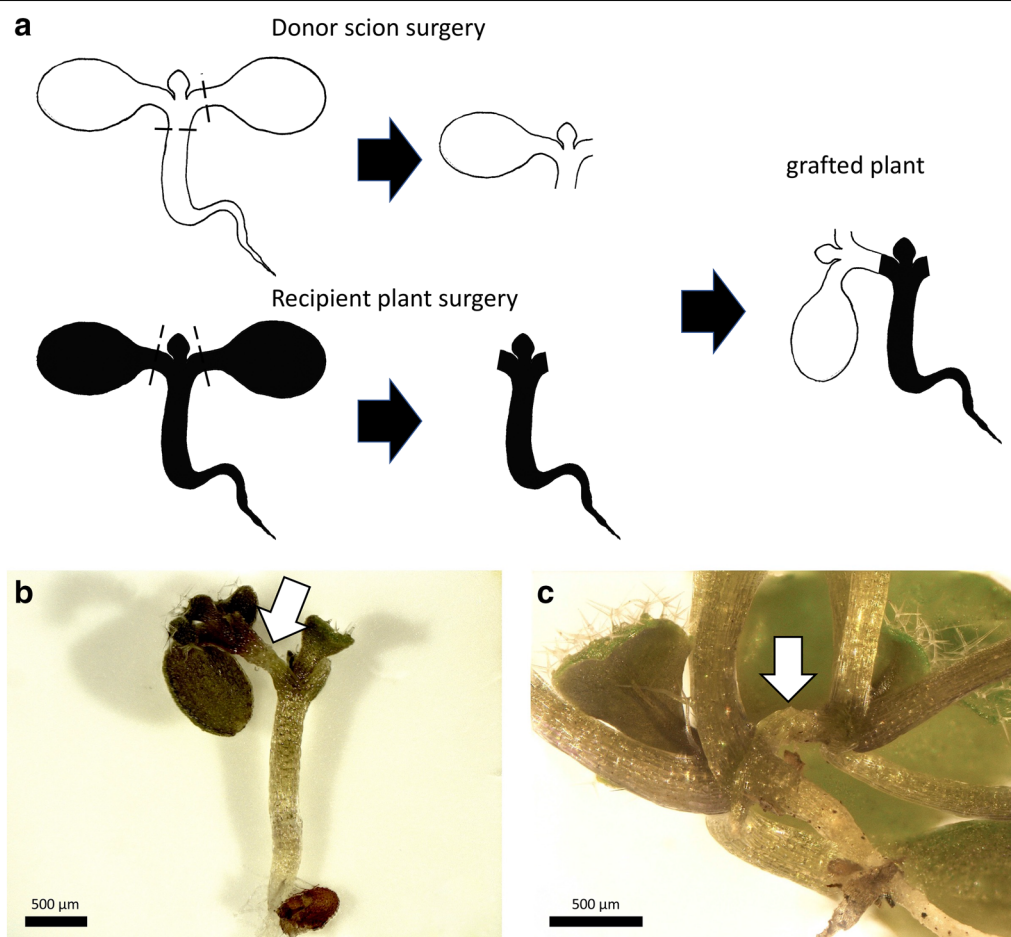 a
Donor scion surgery
grafted plant
Recipient plant surgery
b
500 µm
c
500 µm